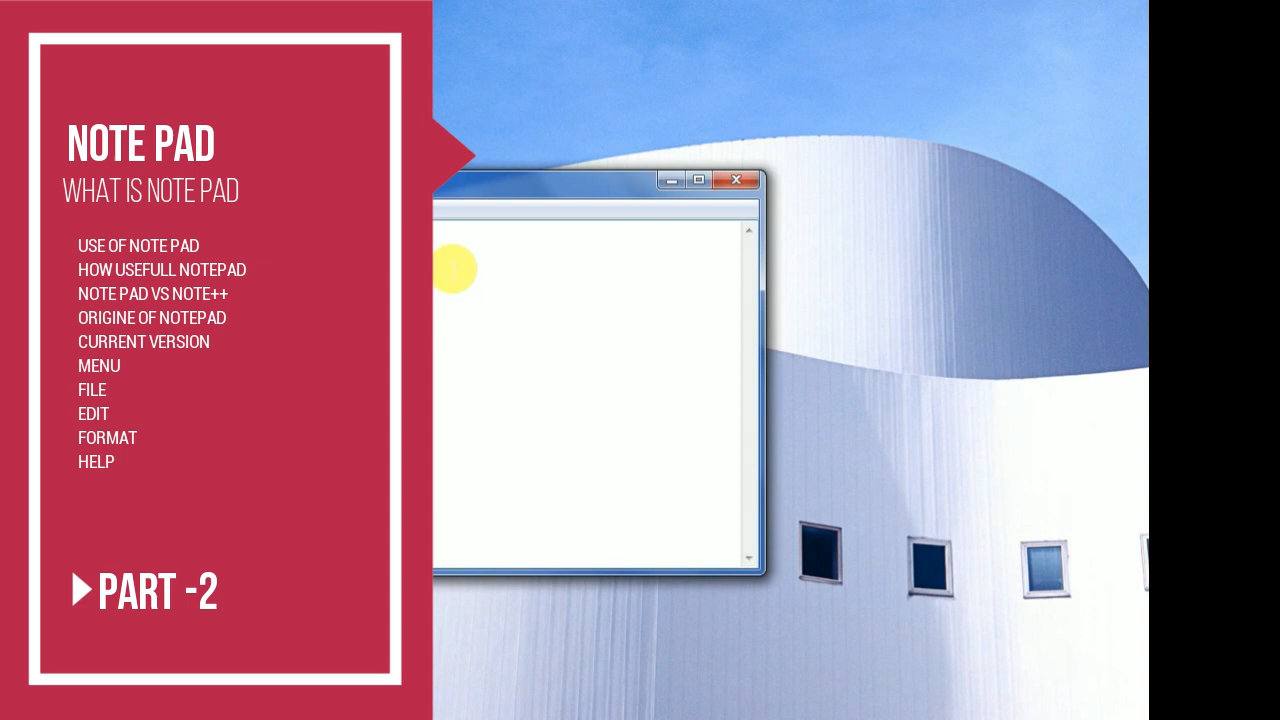 NOTE PAD
WHAT IS NOTE PAD
USE OF NOTE PAD
HOW USEFULL NOTEPAD
NOTE PAD VS NOTE++
ORIGINE OF NOTEPAD
CURRENT VERSION
MENU
FILE
EDIT
FORMAT
HELP
PART -2